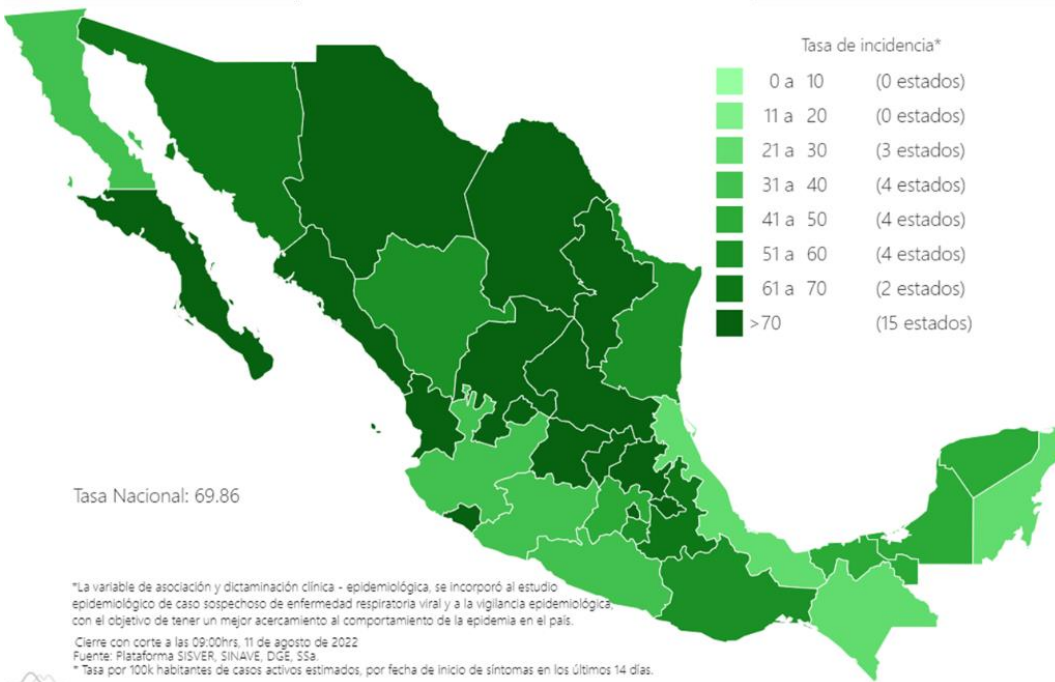 Tasa de incidencia*
0 a 10 (0 estados)
11 a 20 (0 estados)
21 a 30 (3 estados)
31 a 40 (4 estados)
41 a 50 (4 estados)
51 a 60 (4 estados)
61 a 70 (2 estados)
>70 (15 estados)
Tasa Nacional: 69.86
*La variable de asociación y dictaminación clínica - epidemiológica, se incorporó al estudio
epidemiológico de caso sospechoso de enfermedad respiratoria viral y a la vigilancia epidemiológica,
con el objetivo de tener un mejor acercamiento al comportamiento de la epidemia en el país.
Cierre con corte a las 09:00hrs, 11 de agosto de 2022
Fuente: Plataforma SISVER, SINAVE, DGE, SSa.
* Tasa por 100k habitantes de casos activos estimados, por fecha de inicio de síntomas en los últimos 14 días.